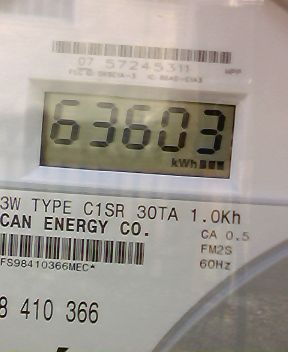 07 57245311
63603
kWh
3W TYPE C1SR 30TA 1.0Kh
CAN ENERGY CO.
CA 0.5
FM2S
60Hz
FS98410366MEC*
8 410 366